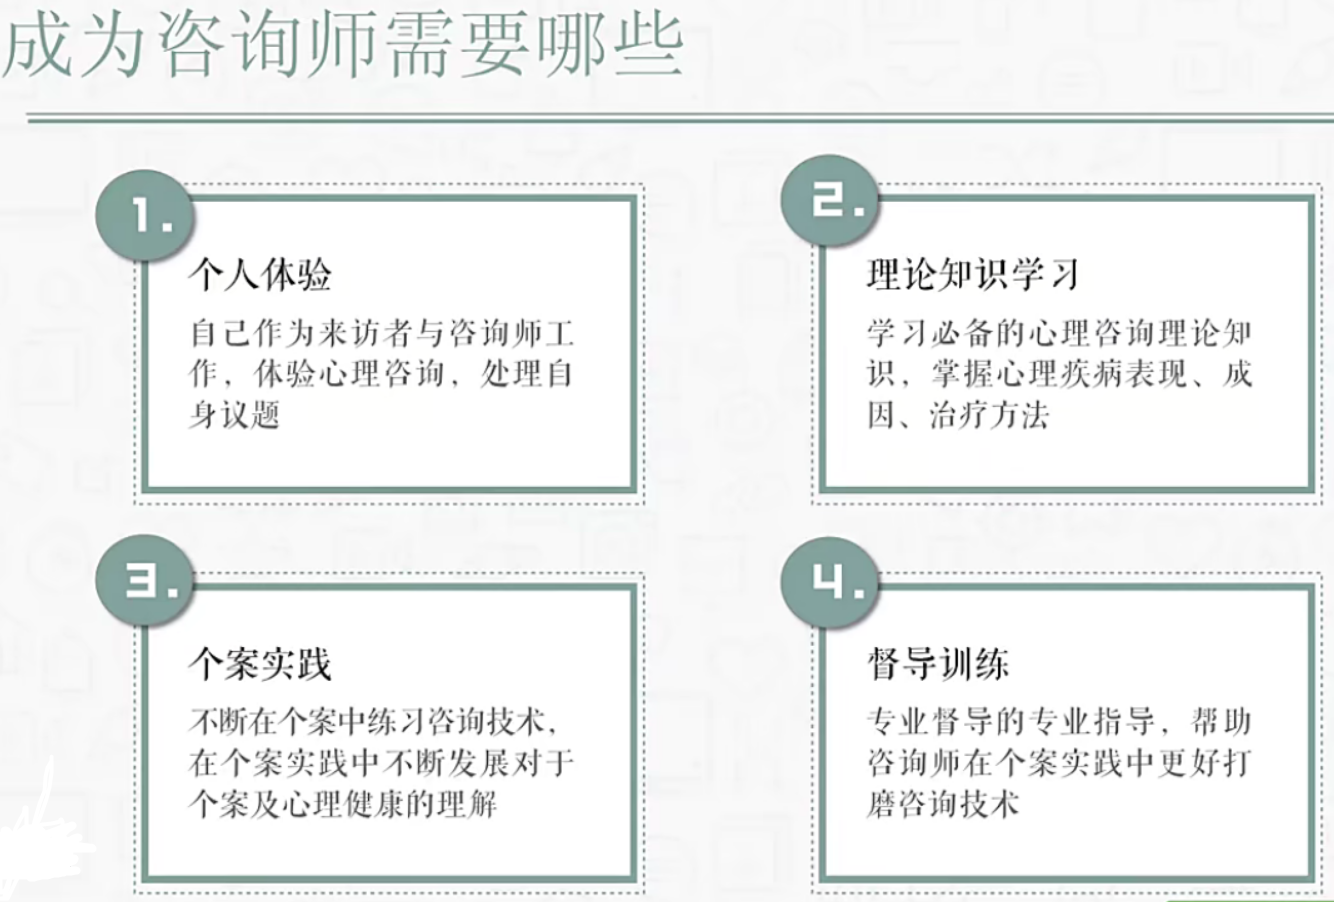 成为咨询师需要哪些
1.
个人体验
自己作为来访者与咨询师工
作，体验心理咨询，处理自
身议题
2.
理论知识学习
学习必备的心理咨询理论知
识，掌握心理疾病表现、成
因、治疗方法
3.
个案实践
不断在个案中练习咨询技术，
在个案实践中不断发展对于
个案及心理健康的理解
4.
督导训练
专业督导的专业指导，帮助
咨询师在个案实践中更好打
磨咨询技术